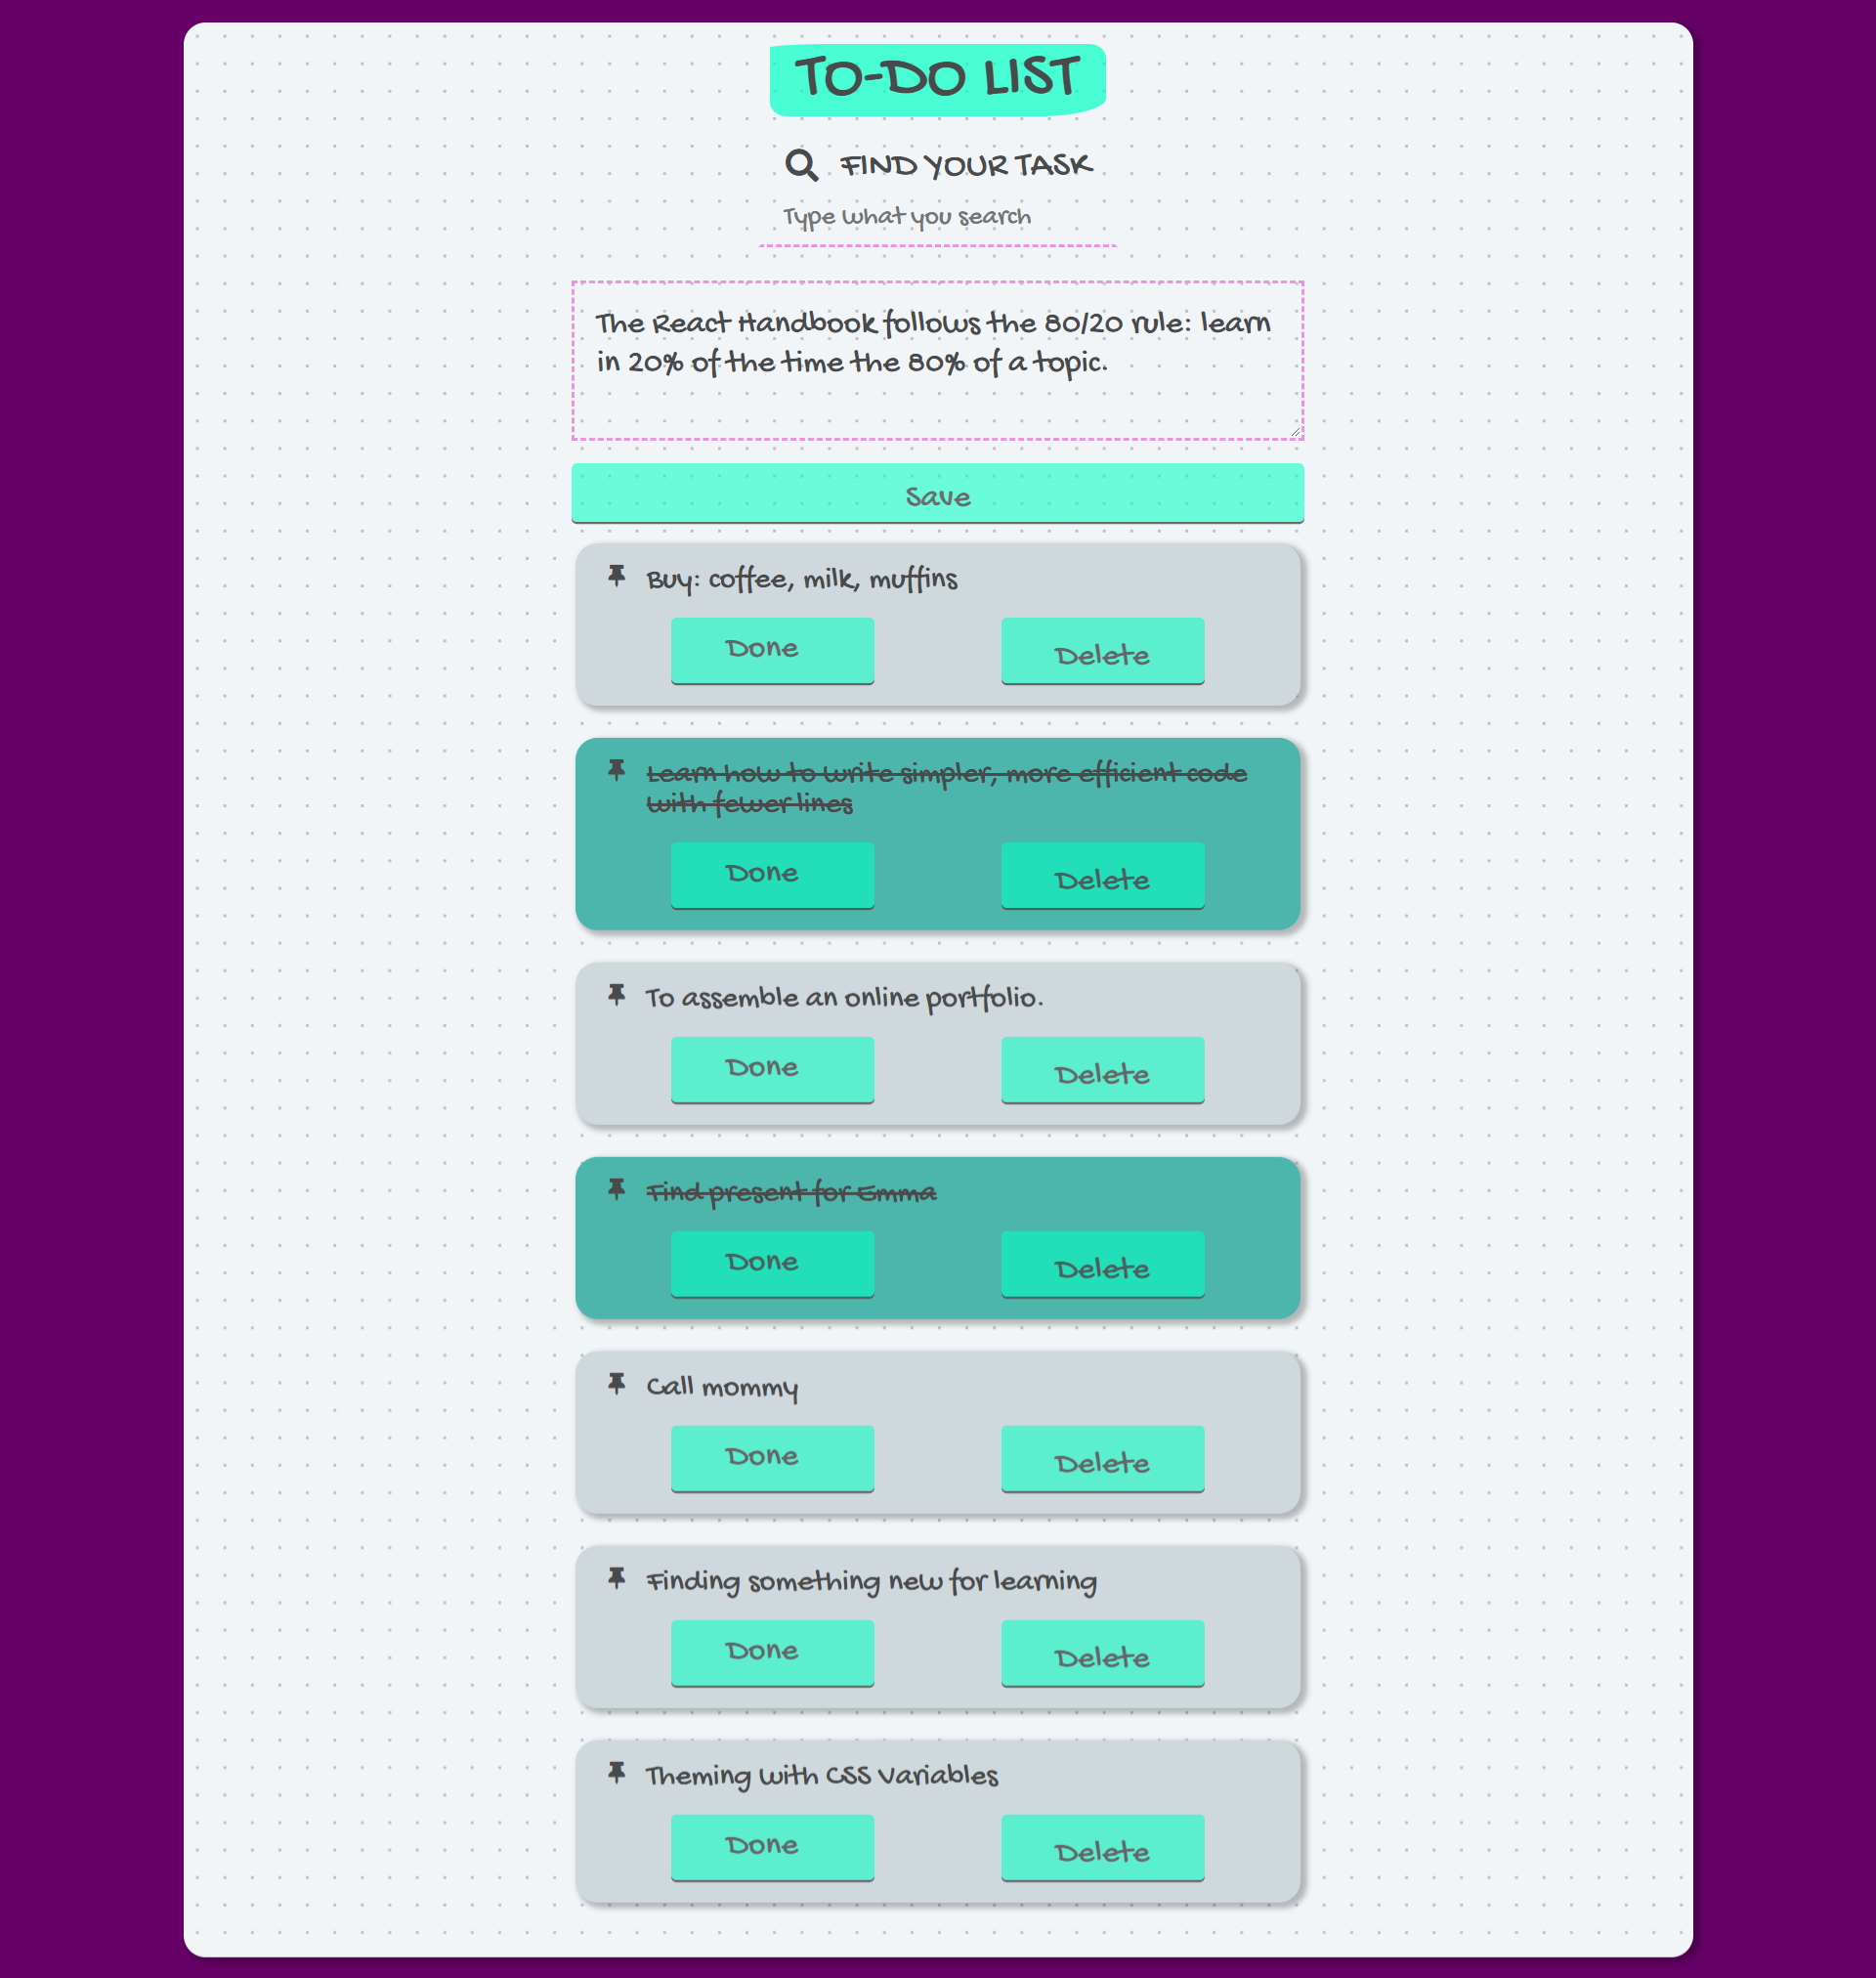 TO-DO LIST
FIND YOUR TASK
Type what you search
The React Handbook follows the 80/20 rule: learn
in 20% of the time the 80% of a topic.
Save
Buy: coffee, milk, muffins
Done
Delete
Learn how to write simpler, more efficient code
with fewer lines
Done
Delete
To assemble an online portfolio.
Done
Delete
Find present for Emma
Done
Delete
Call mommy
Done
Delete
Finding something new for learning
Done
Delete
Theming with CSS Variables
Done
Delete